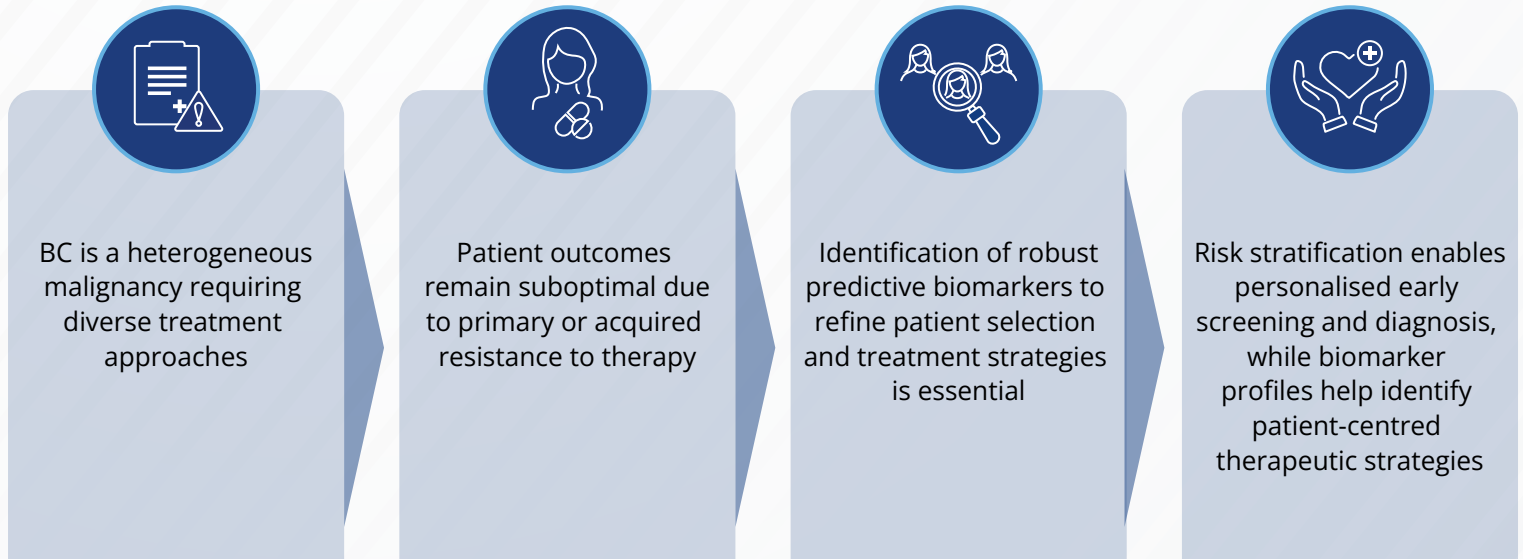 BC is a heterogeneous
malignancy requiring
diverse treatment
approaches
Patient outcomes
remain suboptimal due
to primary or acquired
resistance to therapy
Identification of robust
predictive biomarkers to
refine patient selection
and treatment strategies
is essential
Risk stratification enables
personalised early
screening and diagnosis,
while biomarker
profiles help identify
patient-centred
therapeutic strategies